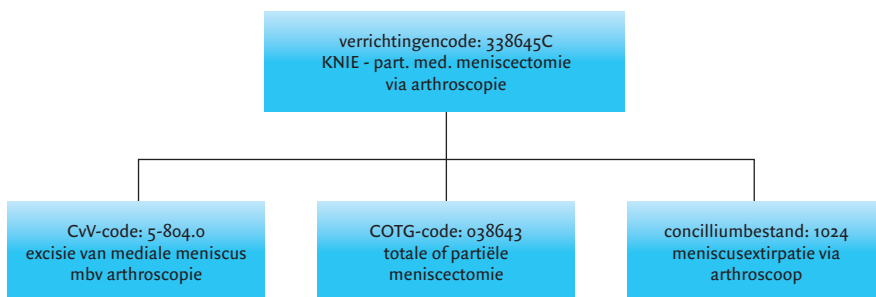 verrichtingencode: 338645C
KNIE - part. med. meniscectomie
via arthroscopie
CvV-code: 5-804.0
excisie van mediale meniscus
mbv arthroscopie
COTG-code: 038643
totale of partiële
meniscectomie
concilliumbestand: 1024
meniscusextirpatie via
arthroscoop